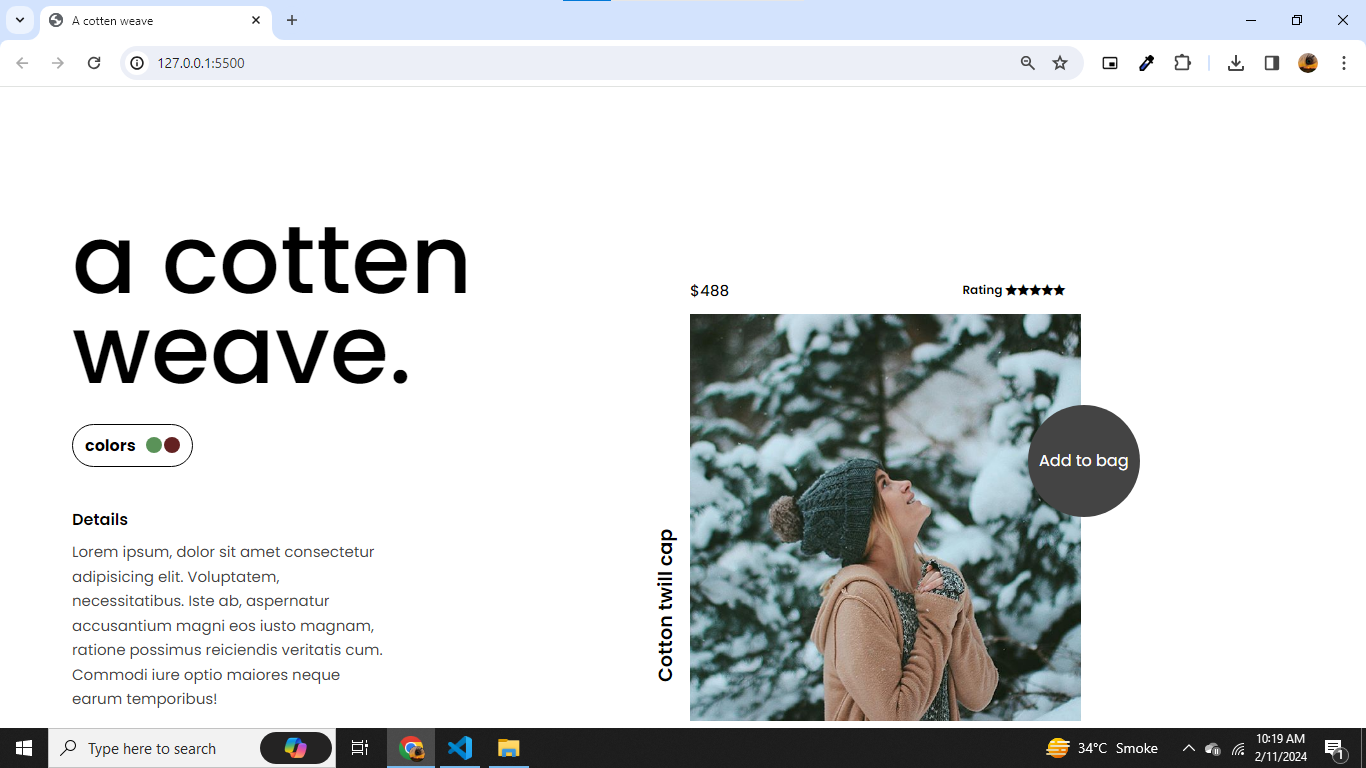 A cotten weave
127.0.0.1:5500
a cotten
weave.
colors
Details
Lorem ipsum, dolor sit amet consectetur
adipisicing elit. Voluptatem,
necessitatibus. Iste ab, aspernatur
accusantium magni eos iusto magnam,
ratione possimus reiciendis veritatis cum.
Commodi iure optio maiores neque
earum temporibus!
$488
Rating ★★★★★
Add to bag
Cotton twill cap
Type here to search
34°C Smoke
10:19 AM
2/11/2024
1